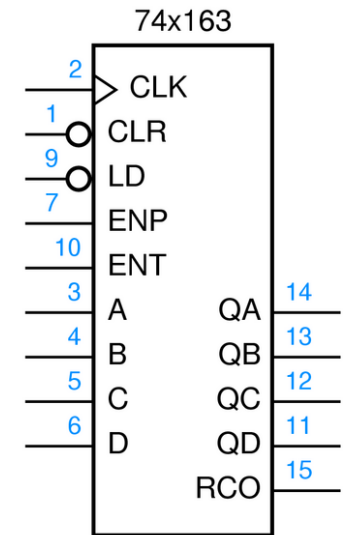 74x163
2 CLK
1 CLR
9 LD
7 ENP
10 ENT
3 A QA 14
4 B QB 13
5 C QC 12
6 D QD 11
RCO 15